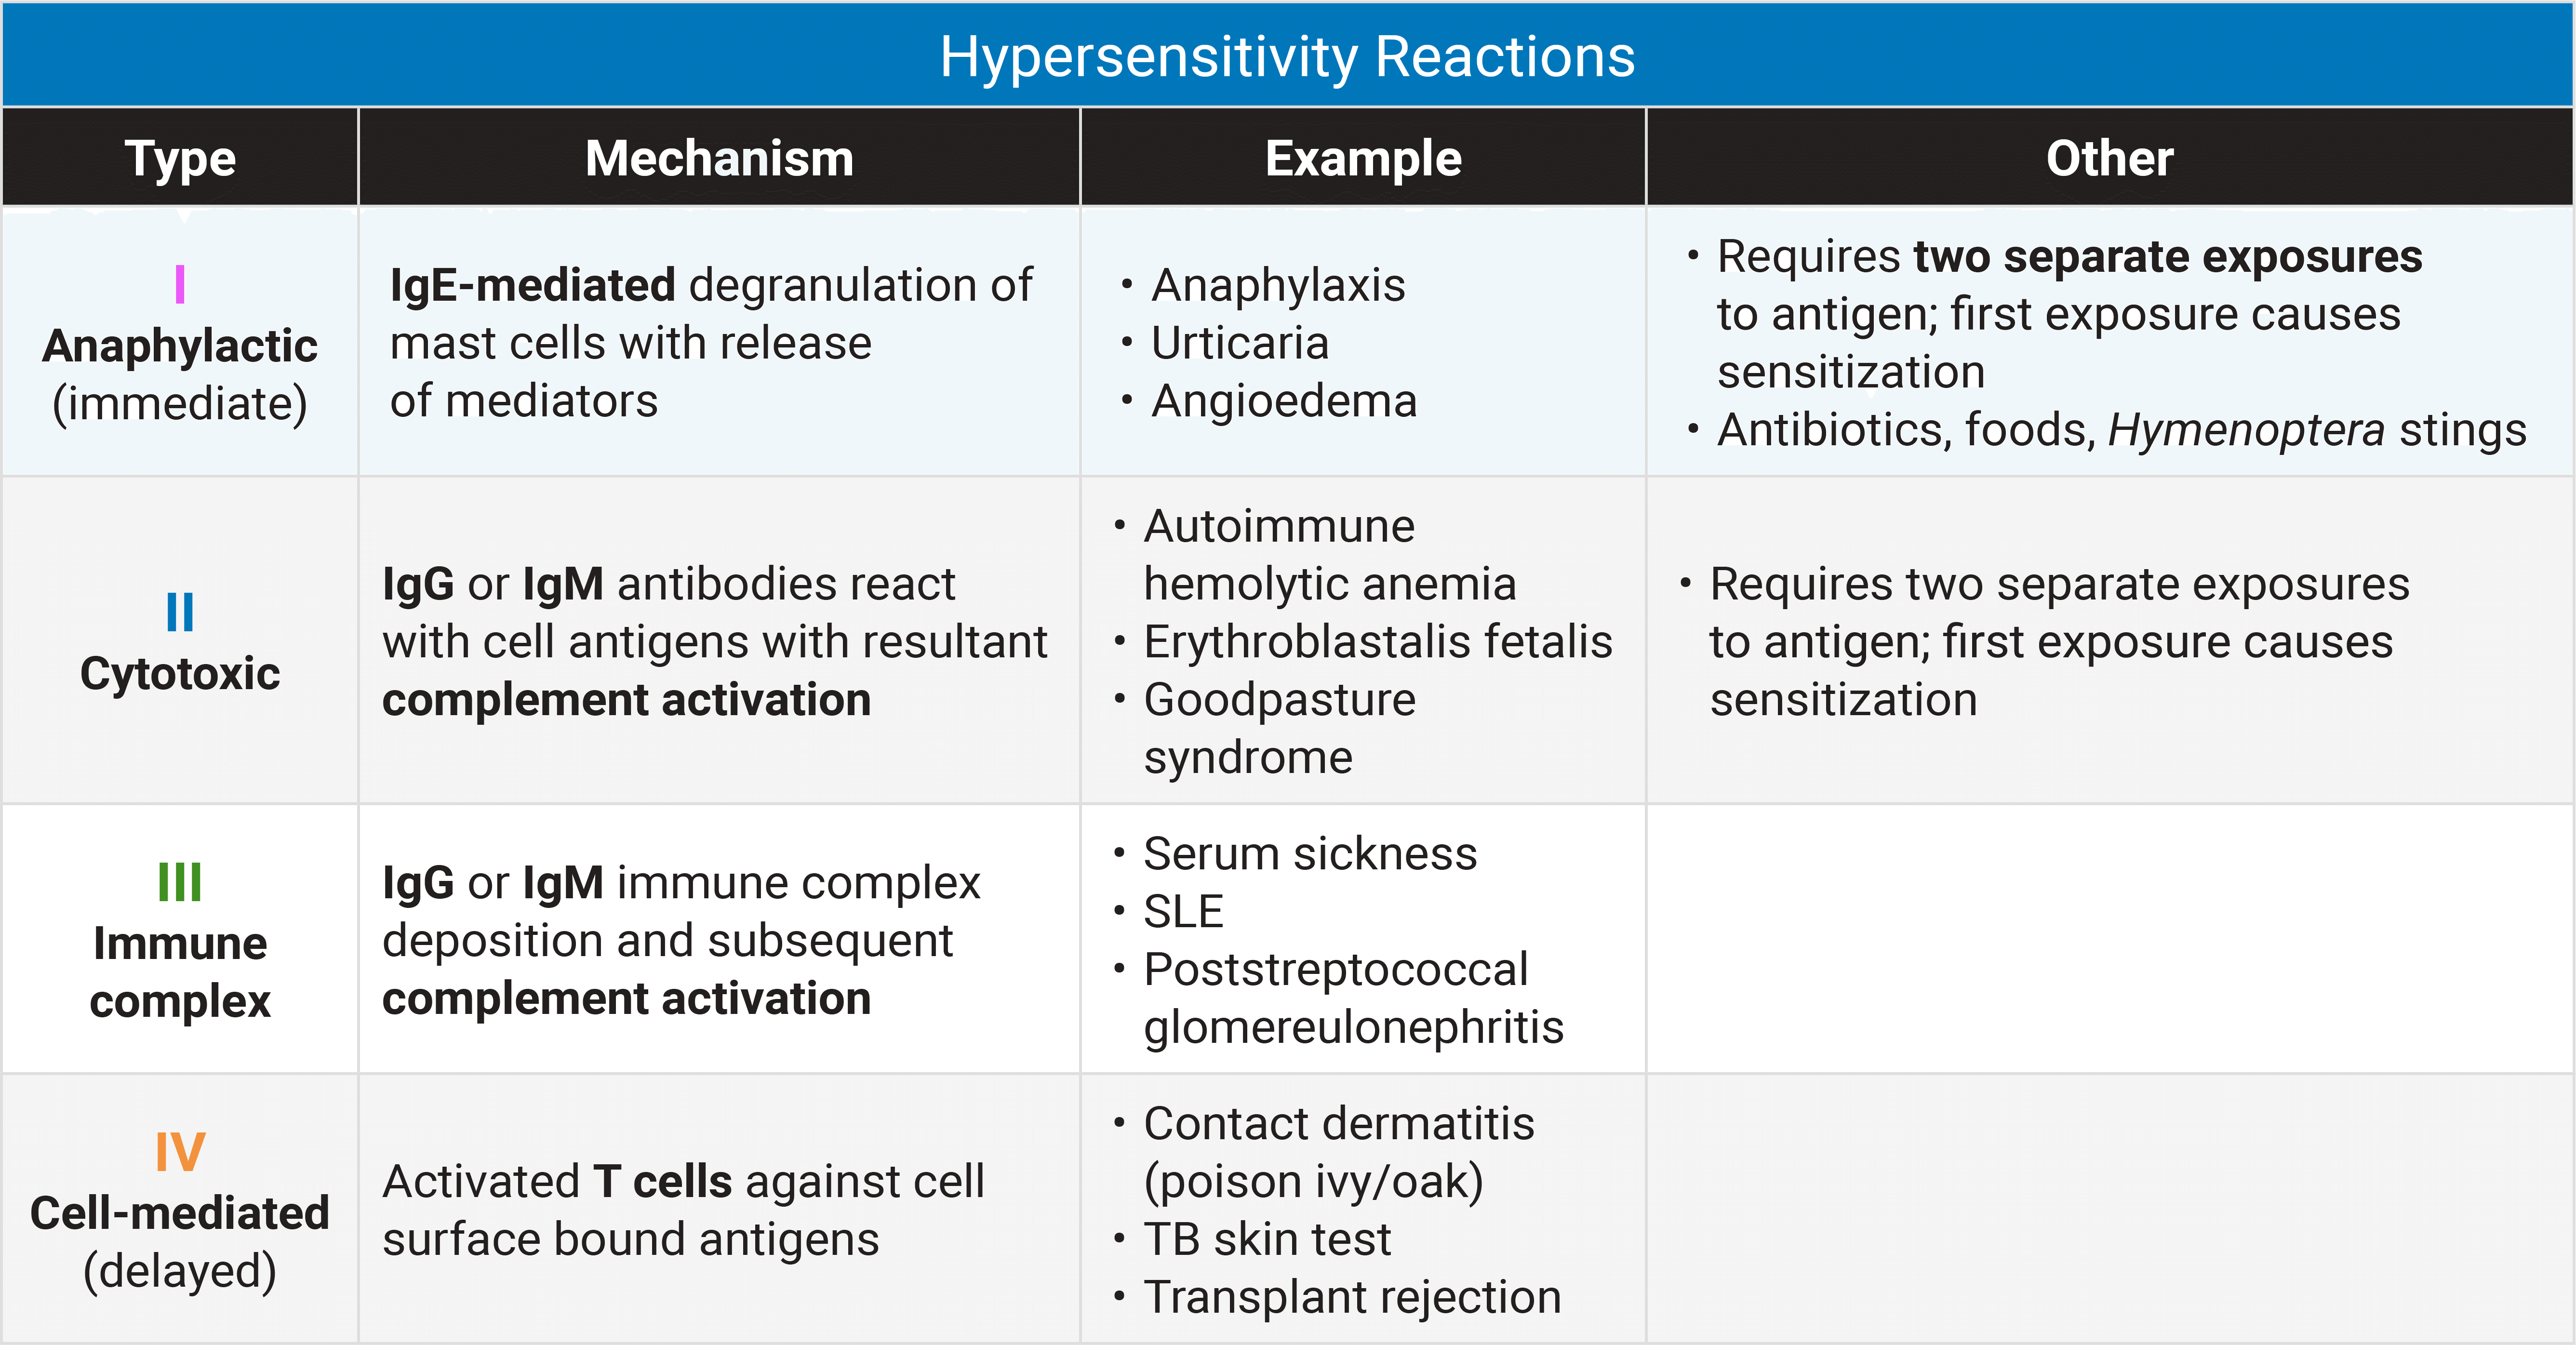 Hypersensitivity Reactions
Type
Mechanism
Example
Other
I
Anaphylactic
(immediate)
IgE-mediated degranulation of
mast cells with release
of mediators
• Anaphylaxis
• Urticaria
• Angioedema
• Requires two separate exposures
to antigen; first exposure causes
sensitization
• Antibiotics, foods, Hymenoptera stings
II
Cytotoxic
IgG or IgM antibodies react
with cell antigens with resultant
complement activation
• Autoimmune
hemolytic anemia
• Erythroblastalis fetalis
• Goodpasture
syndrome
• Requires two separate exposures
to antigen; first exposure causes
sensitization
III
Immune
complex
IgG or IgM immune complex
deposition and subsequent
complement activation
• Serum sickness
• SLE
• Poststreptococcal
glomereulonephritis
IV
Cell-mediated
(delayed)
Activated T cells against cell
surface bound antigens
• Contact dermatitis
(poison ivy/oak)
• TB skin test
• Transplant rejection